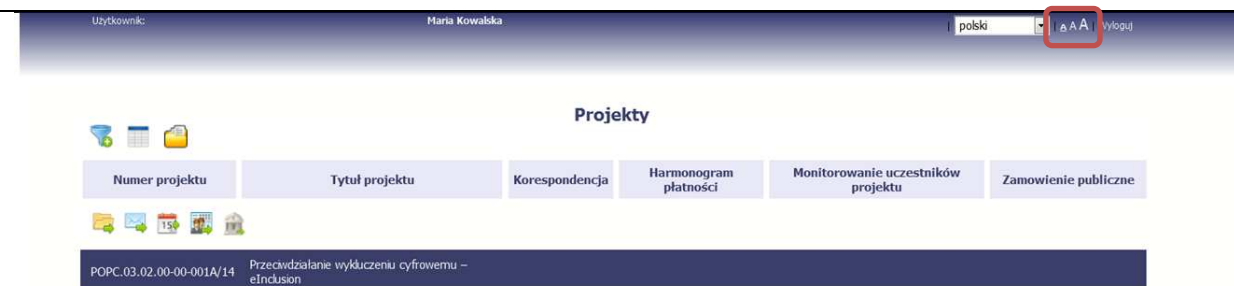 Użytkownik: Maria Kowalska | polski | A A A | Wyloguj
Projekty
Numer projektu Tytuł projektu Korespondencja Harmonogram płatności Monitorowanie uczestników projektu Zamowienie publiczne
15
POPC.03.02.00-00-001A/14 Przeciwdziałanie wykluczeniu cyfrowemu –
eInclusion